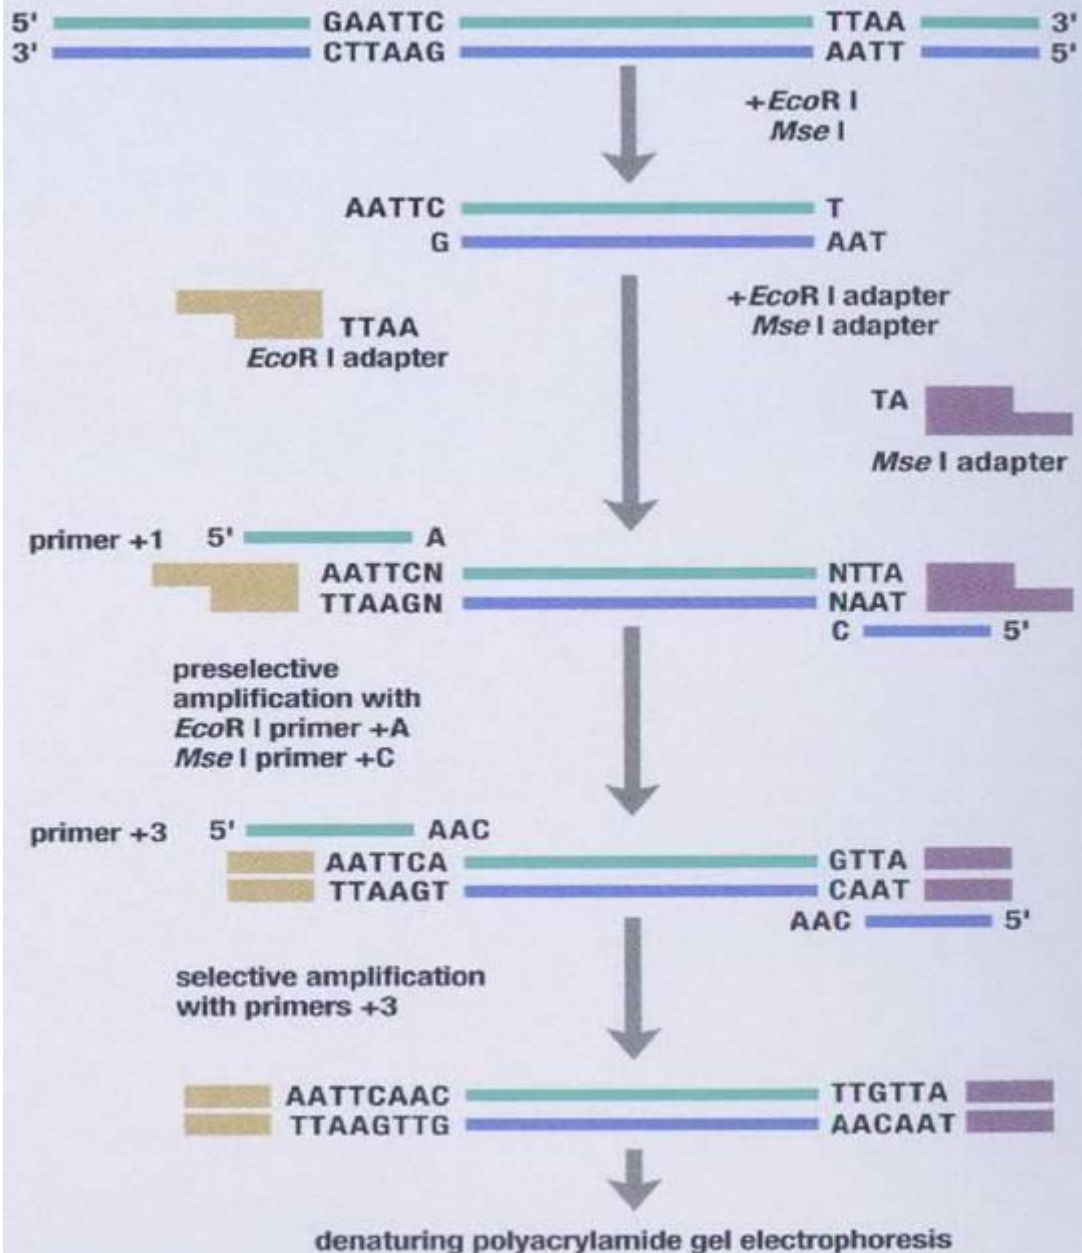 5' GAATTC TTAA 3'
3' CTTAAG AATT 5'
+EcoR I
Mse I
AATTC T
G AAT
+EcoR I adapter
Mse I adapter
TTAA
EcoR I adapter
TA
Mse I adapter
primer +1 5' A
AATTCN NTTA
TTAAGN NAAT
C 5'
preselective
amplification with
EcoR I primer +A
Mse I primer +C
primer +3 5' AAC
AATTCA GTTA
TTAAGT CAAT
AAC 5'
selective amplification
with primers +3
AATTCAAC TTGTTA
TTAAGTTG AACAAT
denaturing polyacrylamide gel electrophoresis